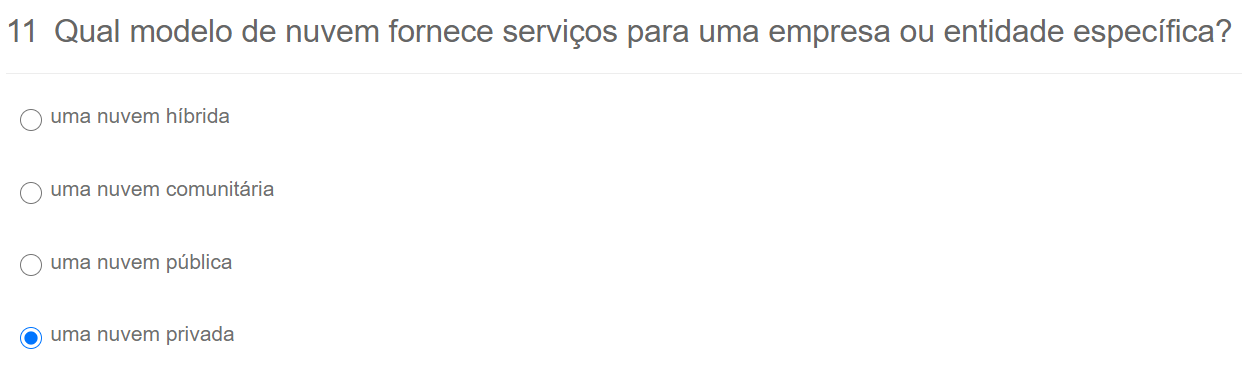 11 Qual modelo de nuvem fornece serviços para uma empresa ou entidade específica?
uma nuvem híbrida
uma nuvem comunitária
uma nuvem pública
uma nuvem privada